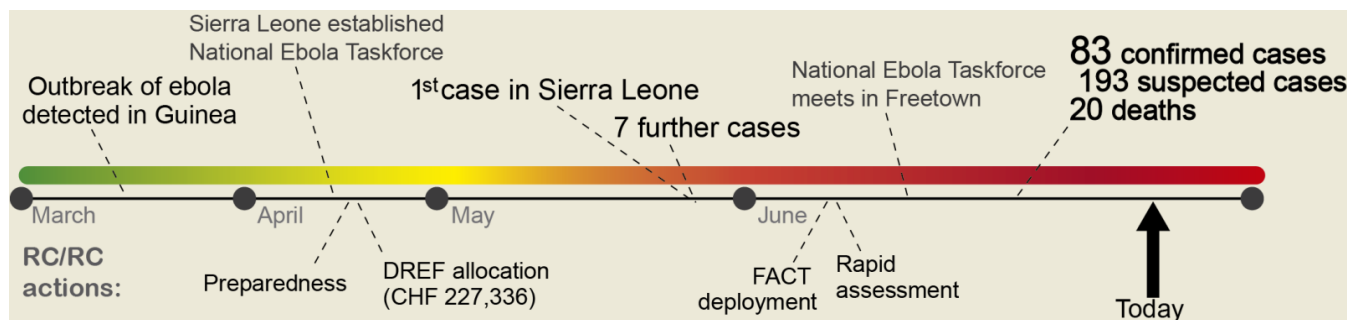 Sierra Leone established
National Ebola Taskforce
Outbreak of ebola
detected in Guinea
1st case in Sierra Leone
7 further cases
National Ebola Taskforce
meets in Freetown
83 confirmed cases
193 suspected cases
20 deaths
March
April
May
June
RC/RC
actions:
Preparedness
DREF allocation
(CHF 227,336)
FACT
deployment
Rapid
assessment
Today